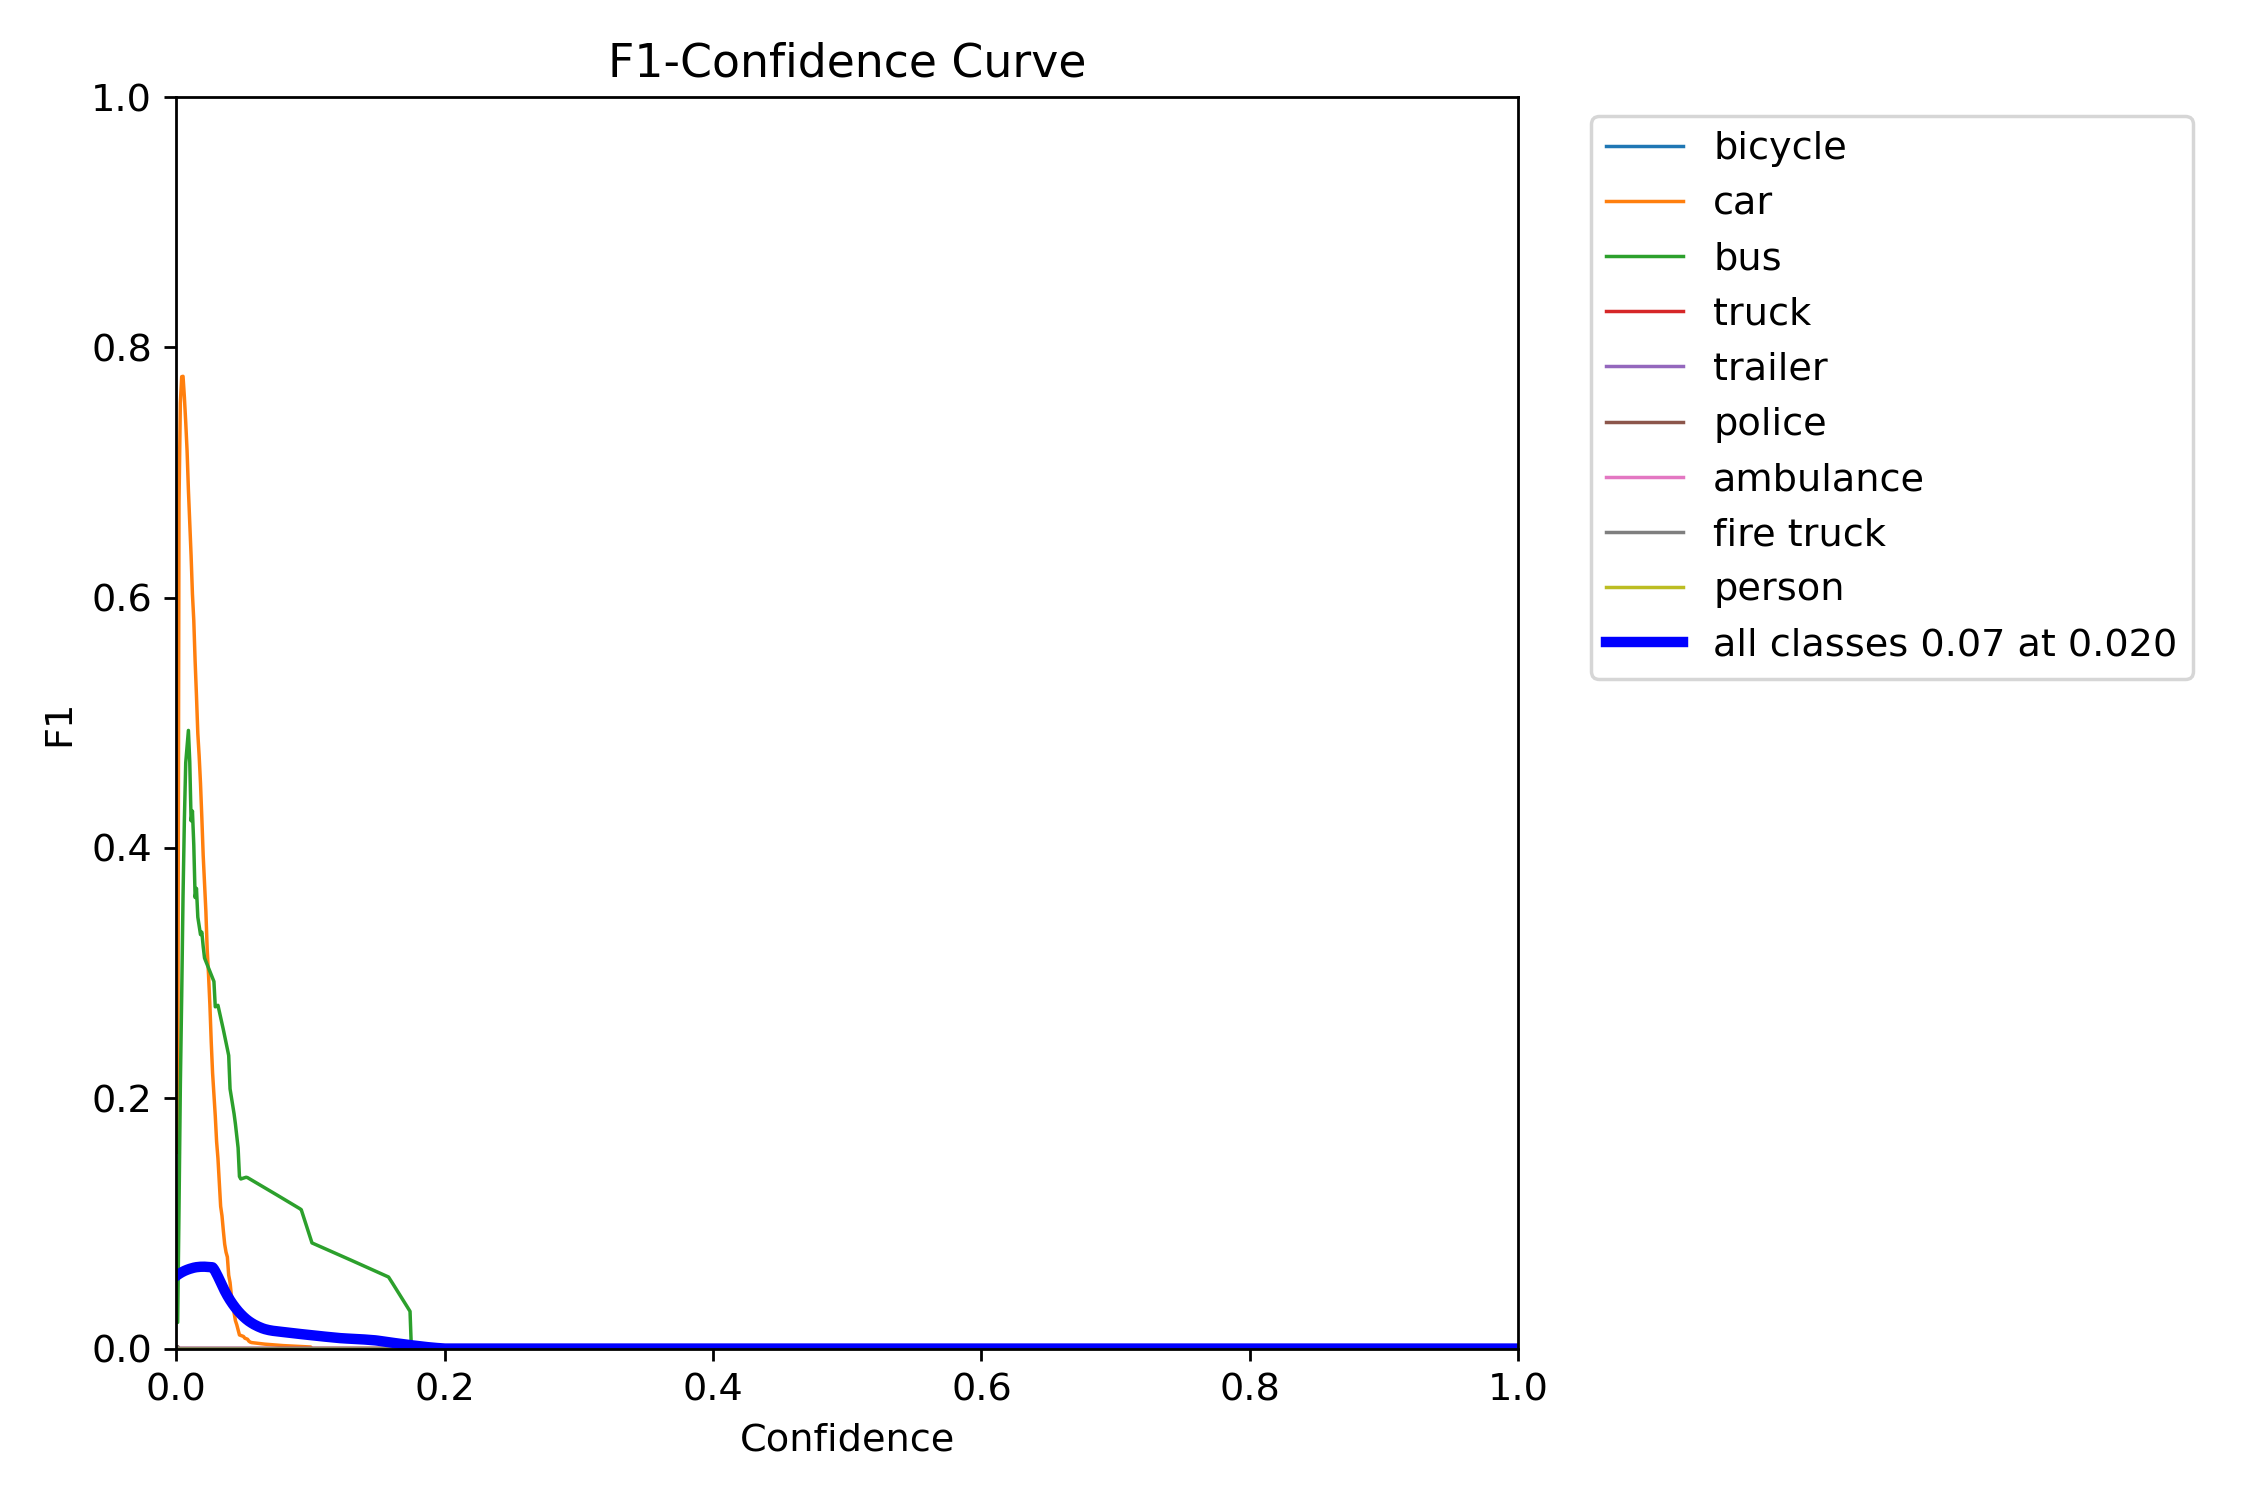 F1-Confidence Curve
1.0
0.8
0.6
0.4
0.2
0.0
F1
0.0 0.2 0.4 0.6 0.8 1.0
Confidence
bicycle
car
bus
truck
trailer
police
ambulance
fire truck
person
all classes 0.07 at 0.020